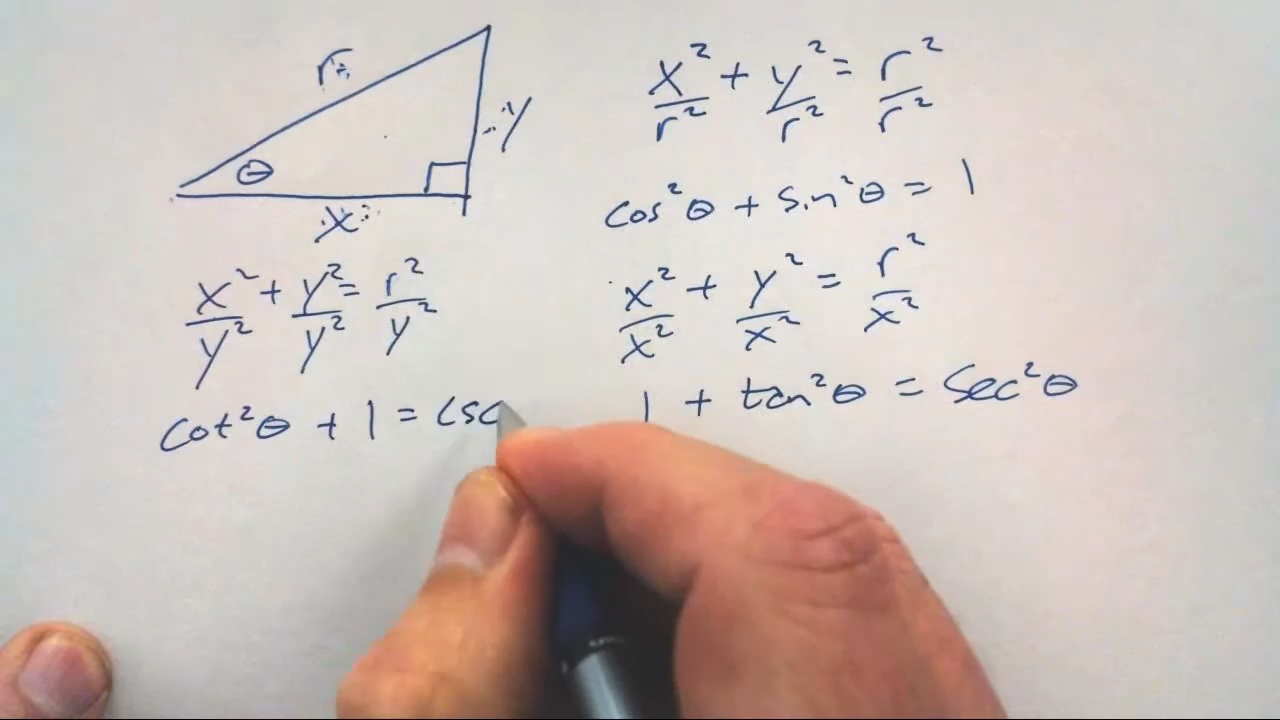 r
θ
y
x
x²/r² + y²/r² = r²/r²
cos²θ + sin²θ = 1
x²/y² + y²/y² = r²/y²
cot²θ + 1 = csc
x²/x² + y²/x² = r²/x²
1 + tan²θ = sec²θ